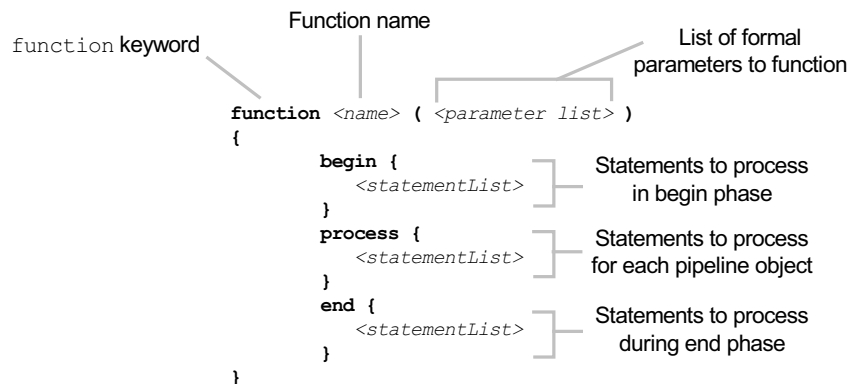 Function name
function keyword
List of formal
parameters to function
function <name> ( <parameter list> )
{
begin {
<statementList>
}
Statements to process
in begin phase
process {
<statementList>
}
Statements to process
for each pipeline object
end {
<statementList>
}
Statements to process
during end phase
}